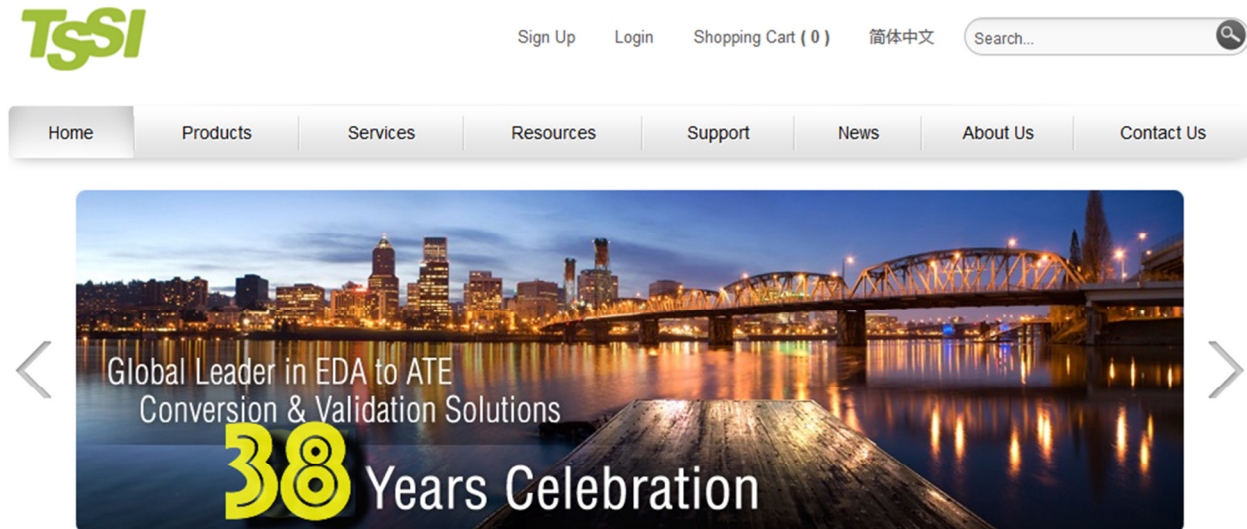 TSSI
Sign Up Login Shopping Cart ( 0 ) 简体中文 Search...
Home Products Services Resources Support News About Us Contact Us
Global Leader in EDA to ATE
Conversion & Validation Solutions
38 Years Celebration